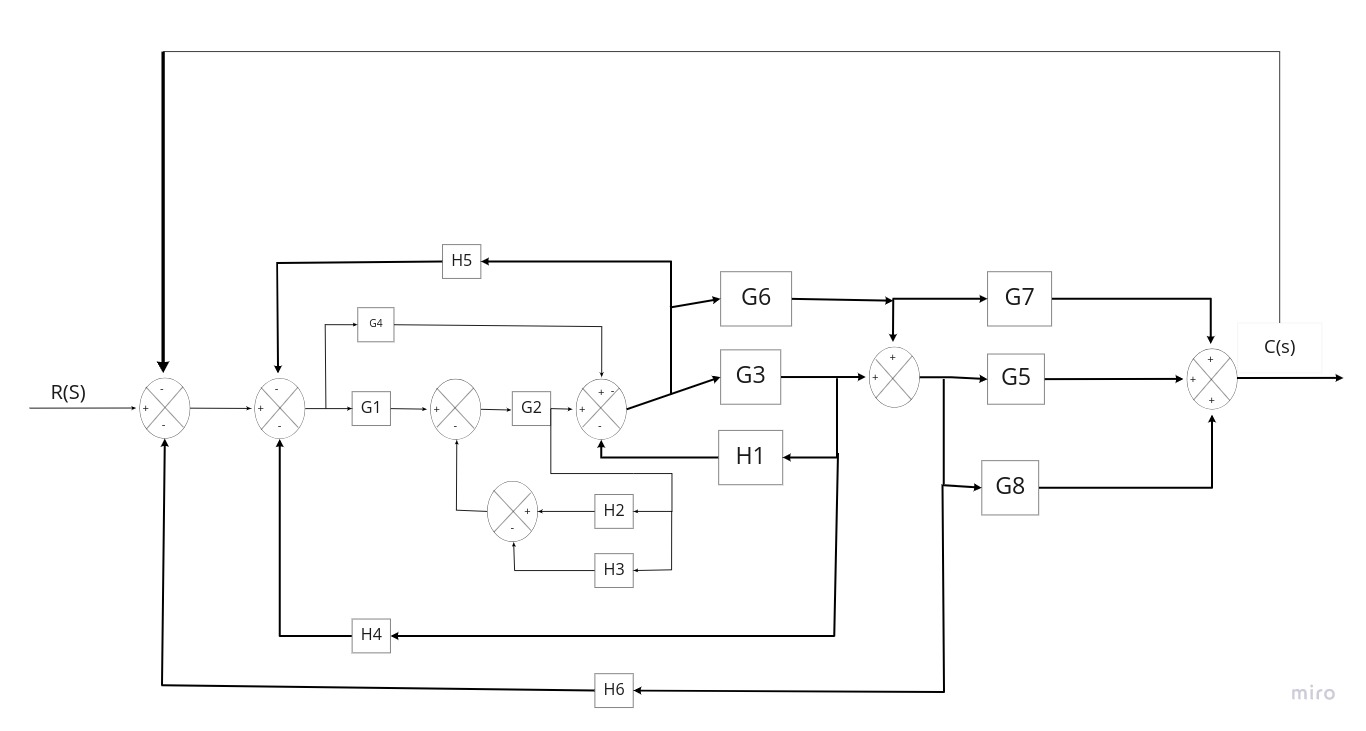 H5
G6
G7
G4
C(s)
G3
G5
R(S)
-
-
+ -
+
+
+
+
+
G1
+
G2
+
+
+
-
-
-
-
-
+
H1
G8
H2
+
-
H3
H4
H6
miro